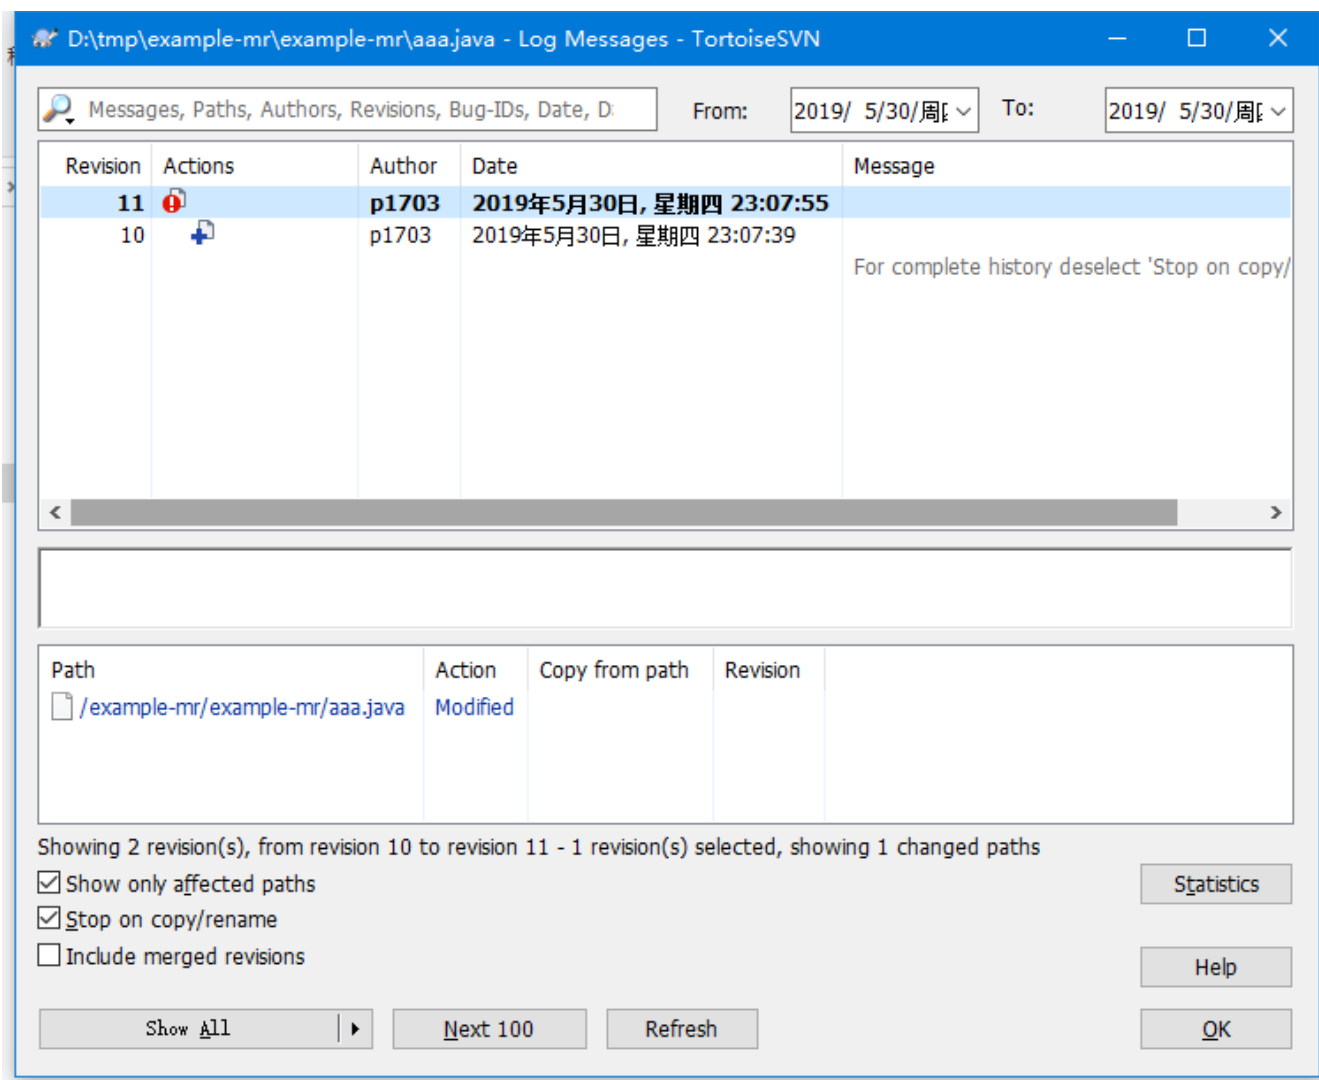 D:\tmp\example-mr\example-mr\aaa.java - Log Messages - TortoiseSVN
Messages, Paths, Authors, Revisions, Bug-IDs, Date, D
From:
2019/ 5/30/周
To:
2019/ 5/30/周
Revision Actions Author Date Message
11 p1703 2019年5月30日, 星期四 23:07:55
10 p1703 2019年5月30日, 星期四 23:07:39
For complete history deselect 'Stop on copy/
Path Action Copy from path Revision
/example-mr/example-mr/aaa.java Modified
Showing 2 revision(s), from revision 10 to revision 11 - 1 revision(s) selected, showing 1 changed paths
Show only affected paths
Statistics
Stop on copy/rename
Include merged revisions
Help
Show All
Next 100
Refresh
OK